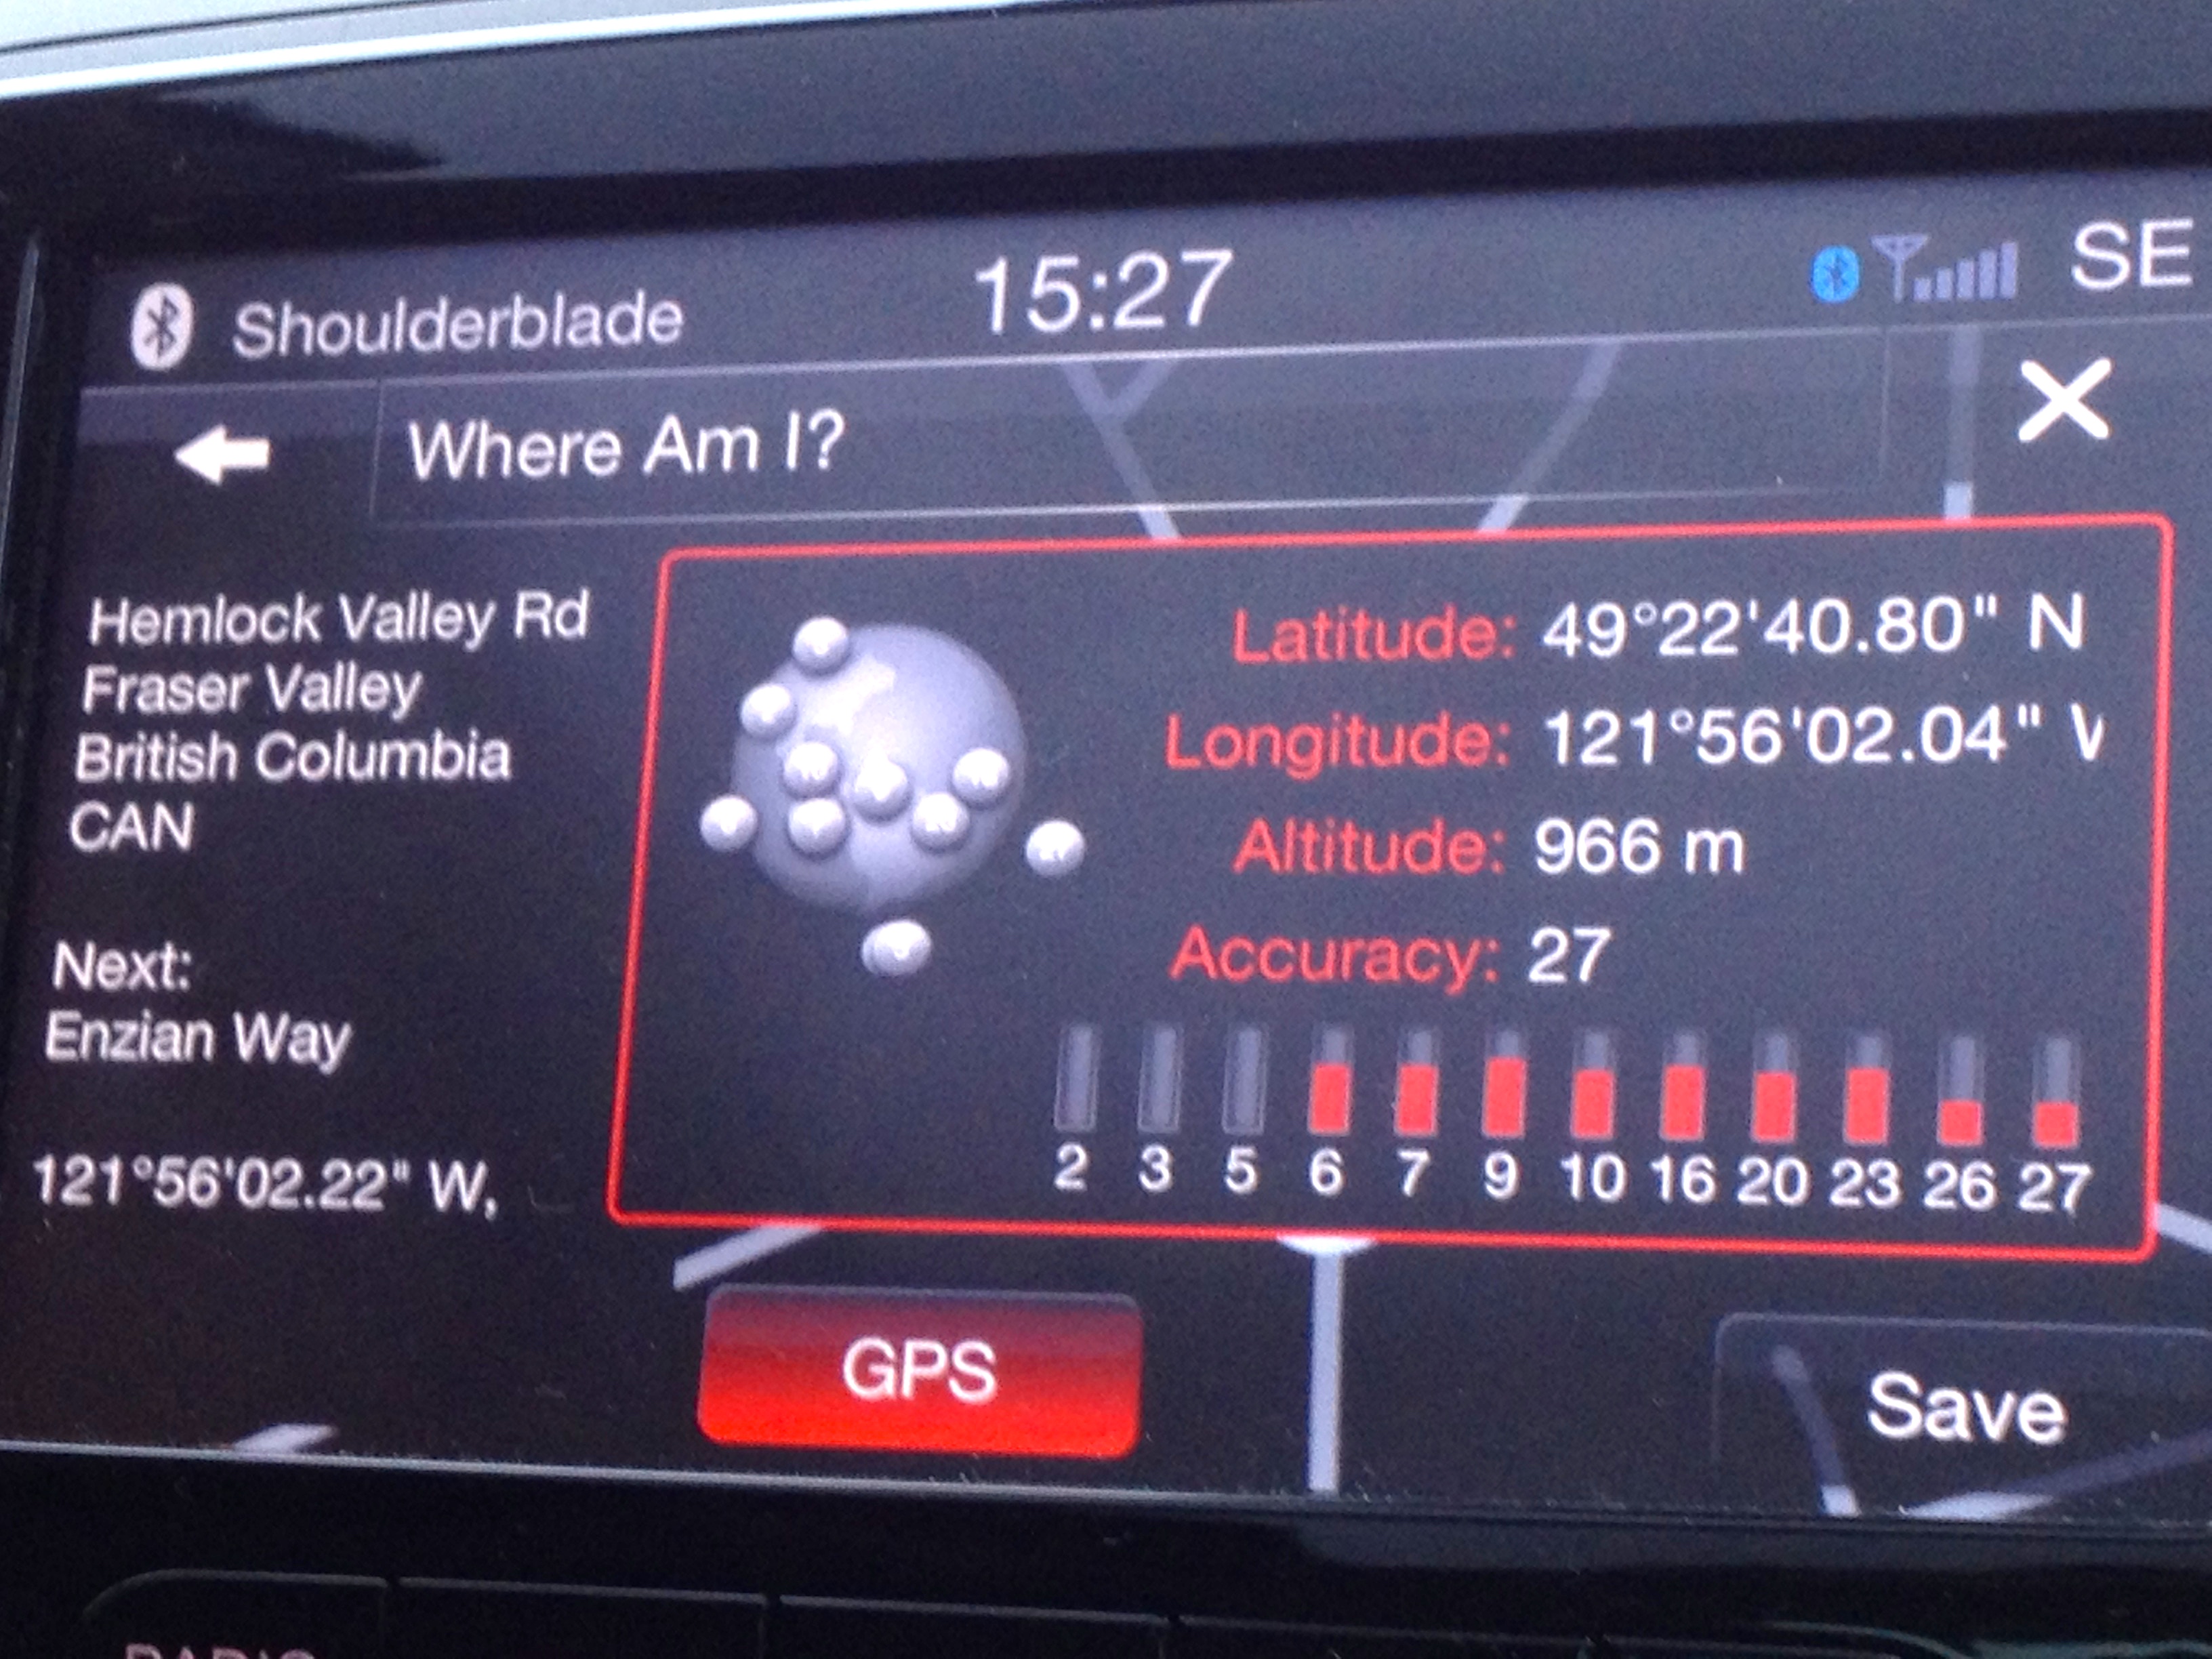 Shoulderblade
15:27
SE
Where Am I?
Hemlock Valley Rd
Fraser Valley
British Columbia
CAN
Next:
Enzian Way
121°56'02.22" W,
Latitude: 49°22'40.80" N
Longitude: 121°56'02.04"
Altitude: 966 m
Accuracy: 27
2 3 5 6 7 9 10 16 20 23 26 27
GPS
Save
RADIO